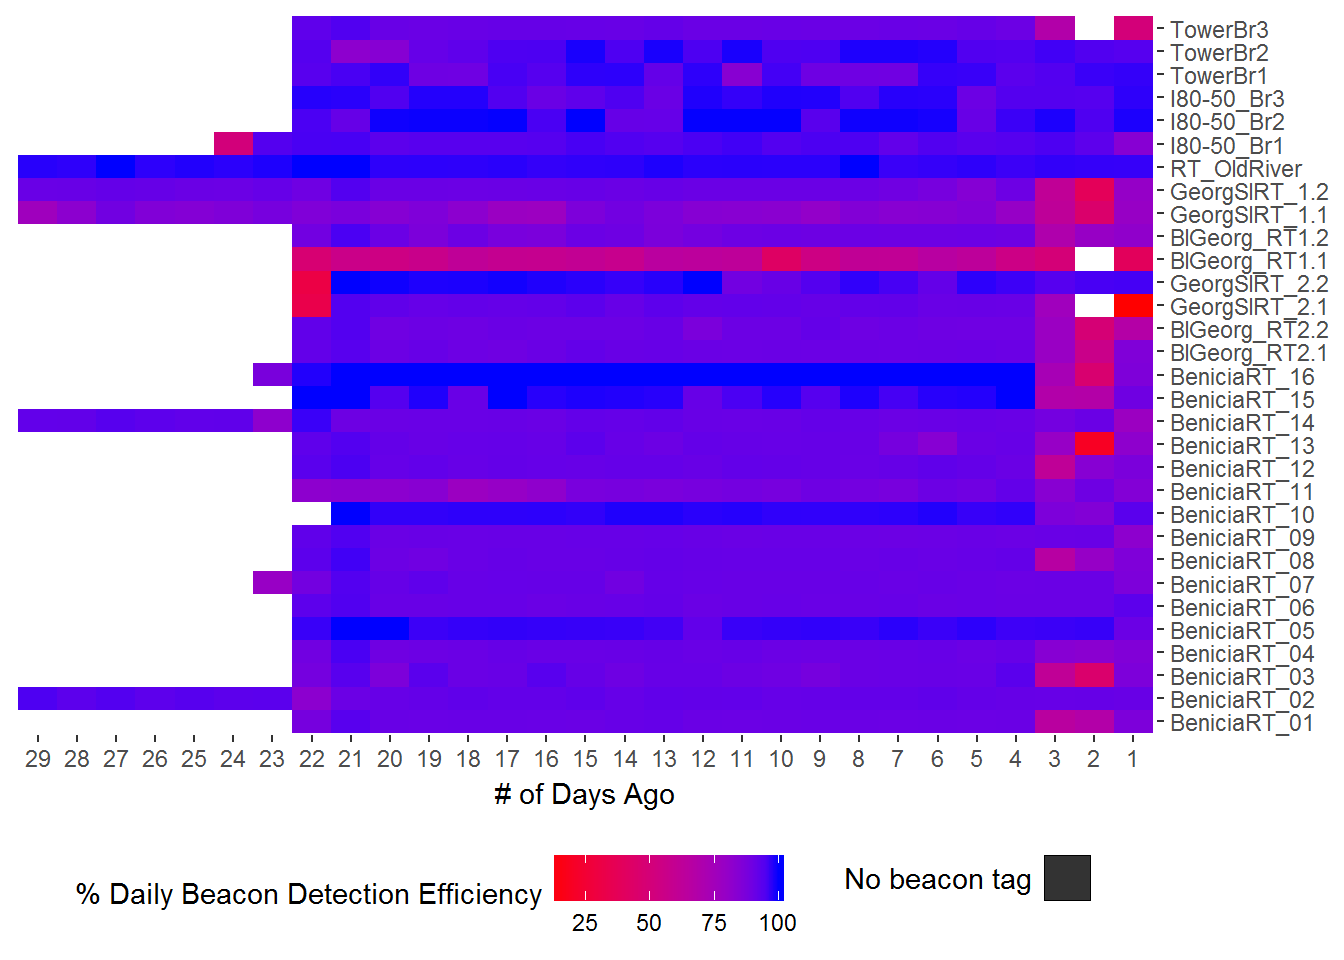 TowerBr3
TowerBr2
TowerBr1
I80-50_Br3
I80-50_Br2
I80-50_Br1
RT_OldRiver
GeorgSlRT_1.2
GeorgSlRT_1.1
BlGeorg_RT1.2
BlGeorg_RT1.1
GeorgSlRT_2.2
GeorgSlRT_2.1
BlGeorg_RT2.2
BlGeorg_RT2.1
BeniciaRT_16
BeniciaRT_15
BeniciaRT_14
BeniciaRT_13
BeniciaRT_12
BeniciaRT_11
BeniciaRT_10
BeniciaRT_09
BeniciaRT_08
BeniciaRT_07
BeniciaRT_06
BeniciaRT_05
BeniciaRT_04
BeniciaRT_03
BeniciaRT_02
BeniciaRT_01
29 28 27 26 25 24 23 22 21 20 19 18 17 16 15 14 13 12 11 10 9 8 7 6 5 4 3 2 1
# of Days Ago
% Daily Beacon Detection Efficiency
25 50 75 100
No beacon tag